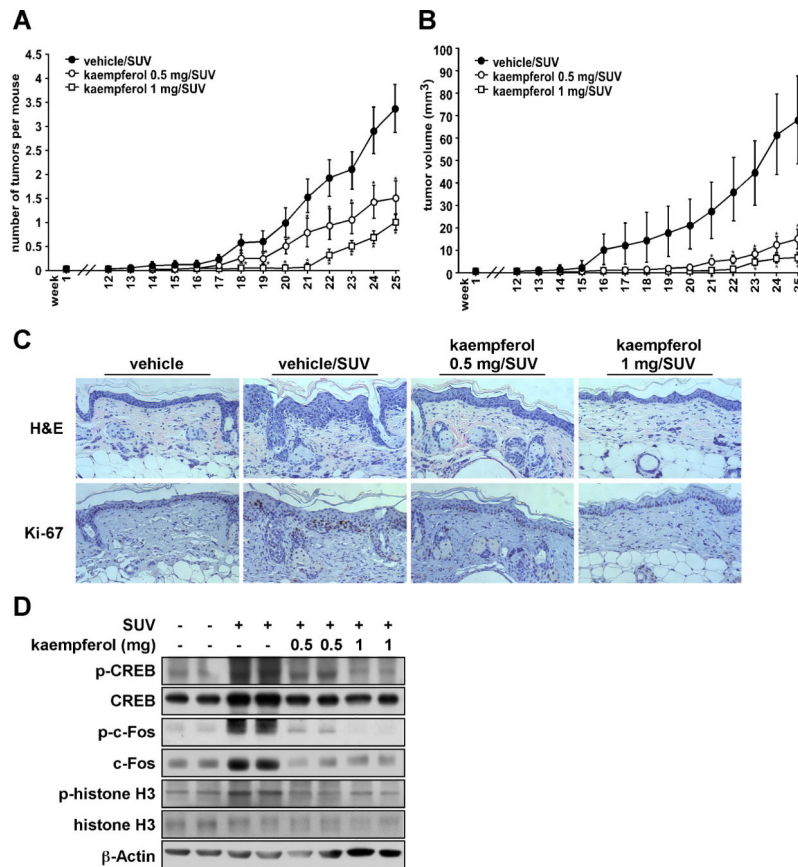 A
number of tumors per mouse
4.5
4
3.5
3
2.5
2
1.5
1
0.5
0
vehicle/SUV
kaempferol 0.5 mg/SUV
kaempferol 1 mg/SUV
week
1 12 13 14 15 16 17 18 19 20 21 22 23 24 25
B
tumor volume (mm3)
100
90
80
70
60
50
40
30
20
10
0
vehicle/SUV
kaempferol 0.5 mg/SUV
kaempferol 1 mg/SUV
week
1 12 13 14 15 16 17 18 19 20 21 22 23 24 25
C
vehicle vehicle/SUV kaempferol 0.5 mg/SUV kaempferol 1 mg/SUV
H&E
Ki-67
D
SUV - - + + + + + +
kaempferol (mg) - - - - 0.5 0.5 1 1
p-CREB
CREB
p-c-Fos
c-Fos
p-histone H3
histone H3
β-Actin